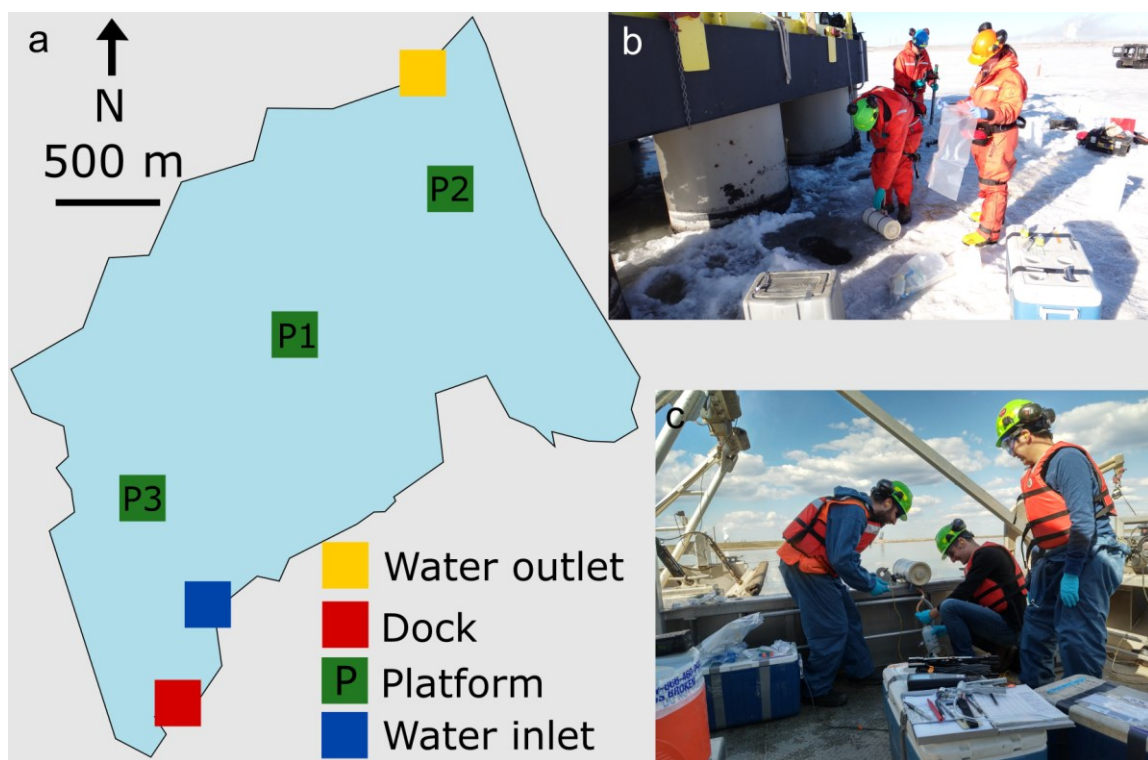 a
N
500 m
P2
P1
P3
Water outlet
Dock
P Platform
Water inlet
b
c